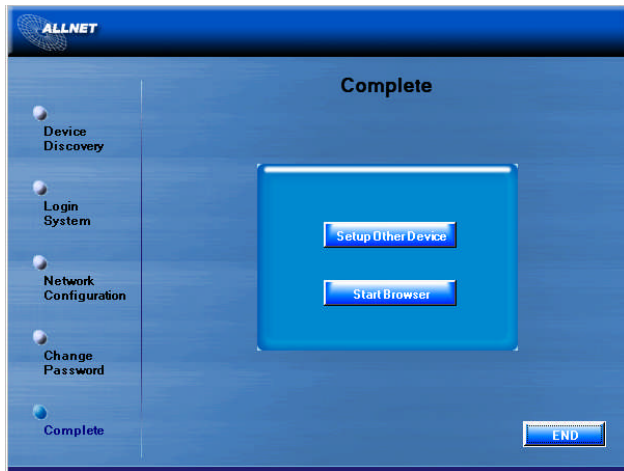 ALLNET
Complete
Device
Discovery
Login
System
Network
Configuration
Change
Password
Complete
Setup Other Device
Start Browser
END